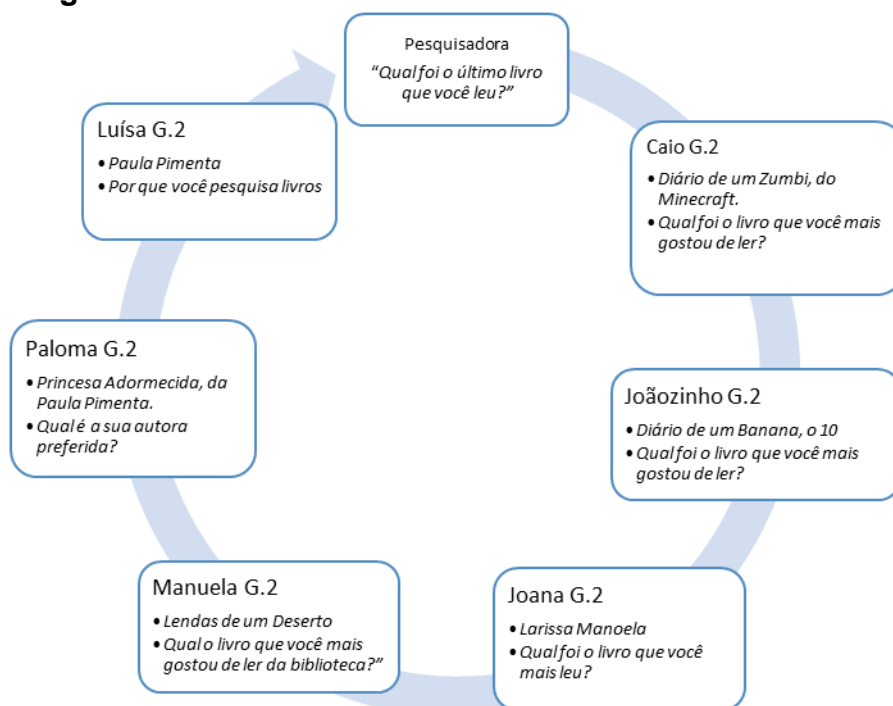 Pesquisadora
“Qual foi o último livro
que você leu?”
Caio G.2
• Diário de um Zumbi, do
Minecraft.
• Qual foi o livro que você mais
gostou de ler?
Joãozinho G.2
• Diário de um Banana, o 10
• Qual foi o livro que você mais
gostou de ler?
Joana G.2
• Larissa Manoela
• Qual foi o livro que você
mais leu?
Manuela G.2
• Lendas de um Deserto
• Qual o livro que você mais
gostou de ler da biblioteca?”
Paloma G.2
• Princesa Adormecida, da
Paula Pimenta.
• Qual é a sua autora
preferida?
Luísa G.2
• Paula Pimenta
• Por que você pesquisa livros